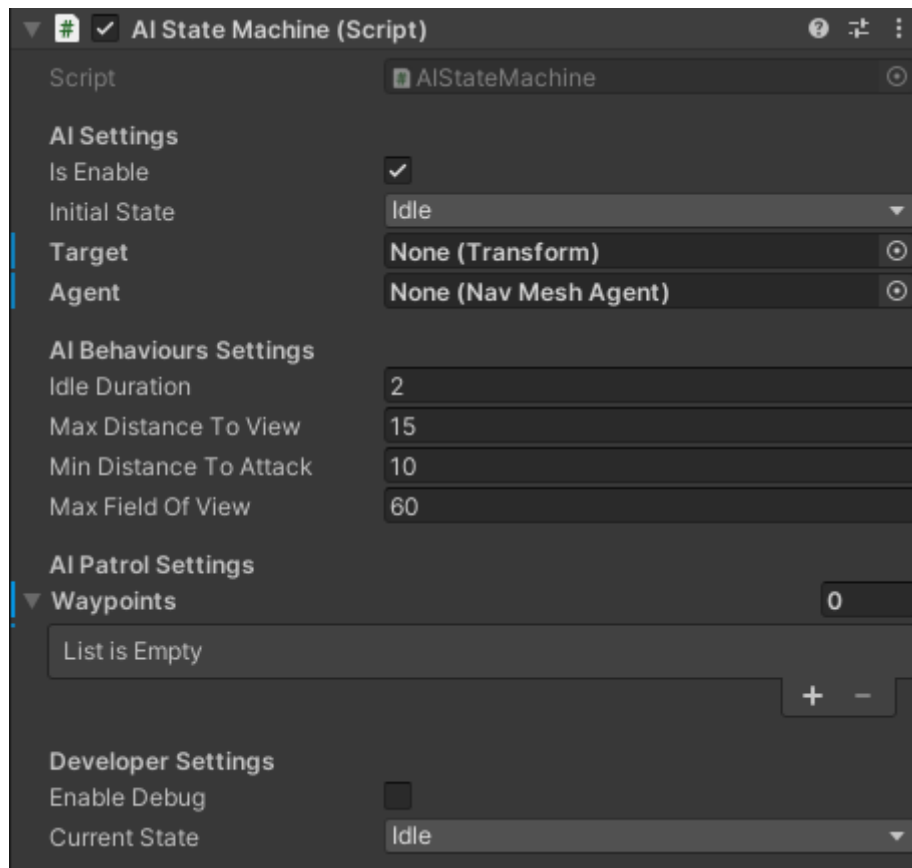 AI State Machine (Script)
Script AIStateMachine
AI Settings
Is Enable
Initial State Idle
Target None (Transform)
Agent None (Nav Mesh Agent)
AI Behaviours Settings
Idle Duration 2
Max Distance To View 15
Min Distance To Attack 10
Max Field Of View 60
AI Patrol Settings
Waypoints 0
List is Empty
Developer Settings
Enable Debug
Current State Idle